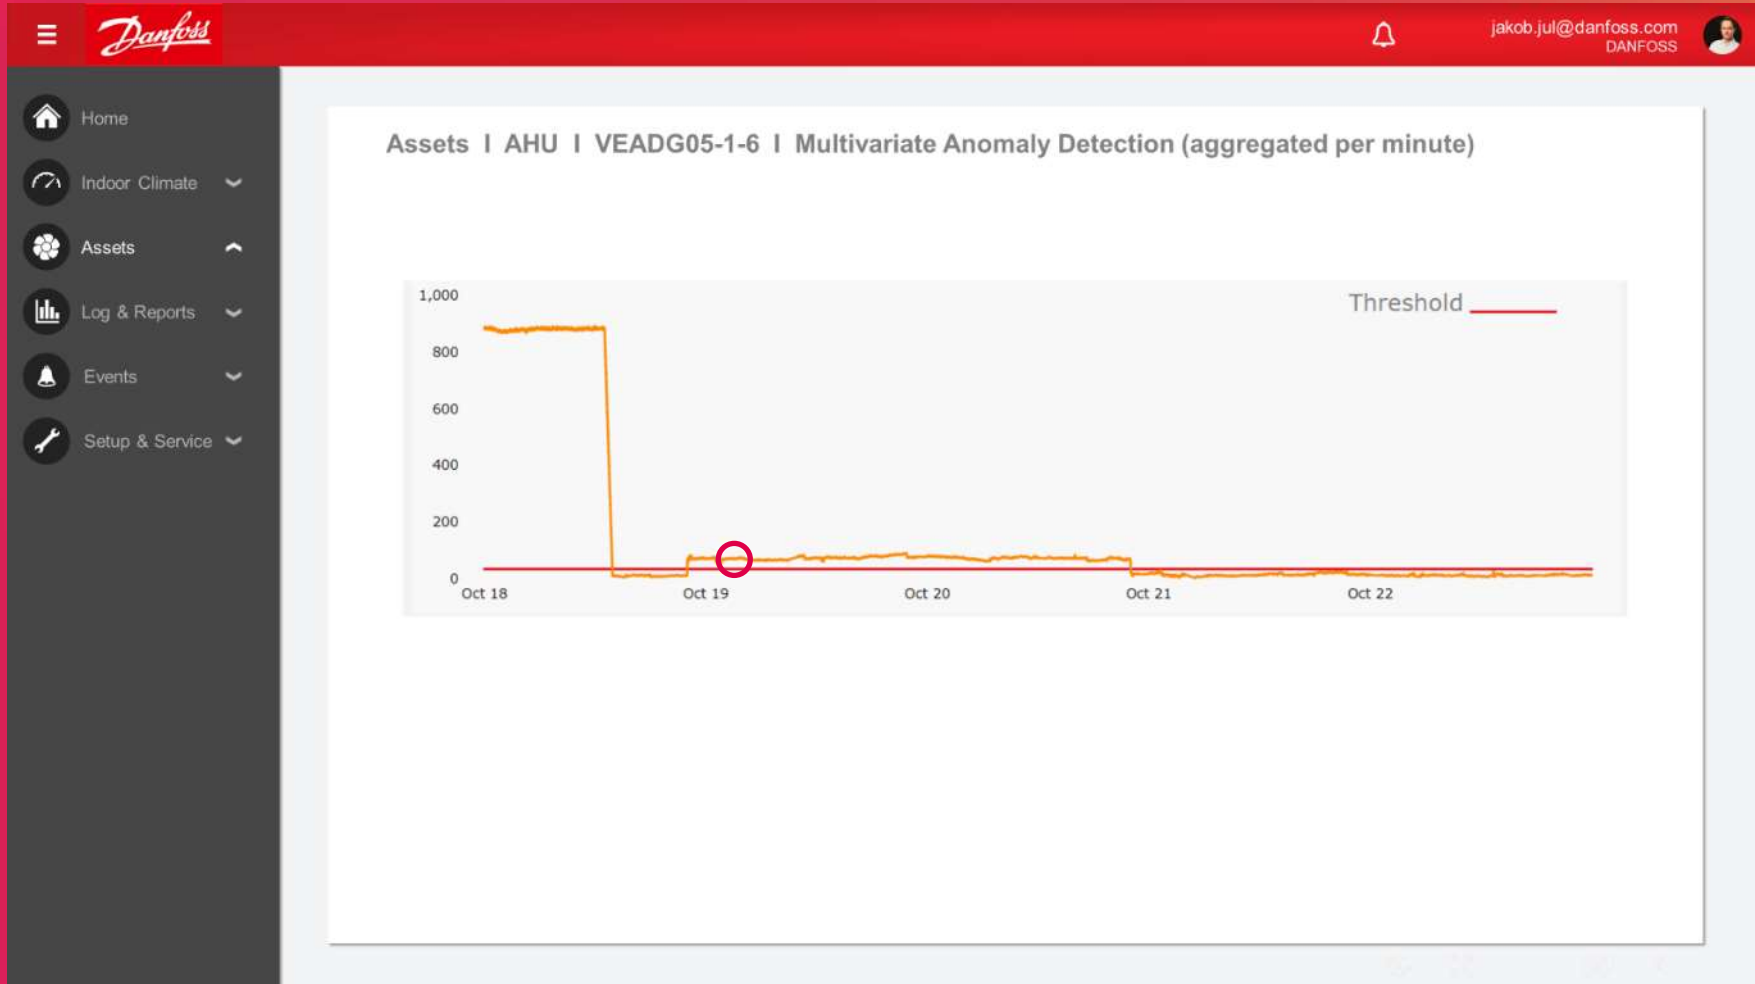 Danfoss
jakob.jul@danfoss.com
DANFOSS
Home
Indoor Climate
Assets
Log & Reports
Events
Setup & Service
Assets I AHU I VEADG05-1-6 I Multivariate Anomaly Detection (aggregated per minute)
Threshold
1,000
800
600
400
200
0
Oct 18 Oct 19 Oct 20 Oct 21 Oct 22